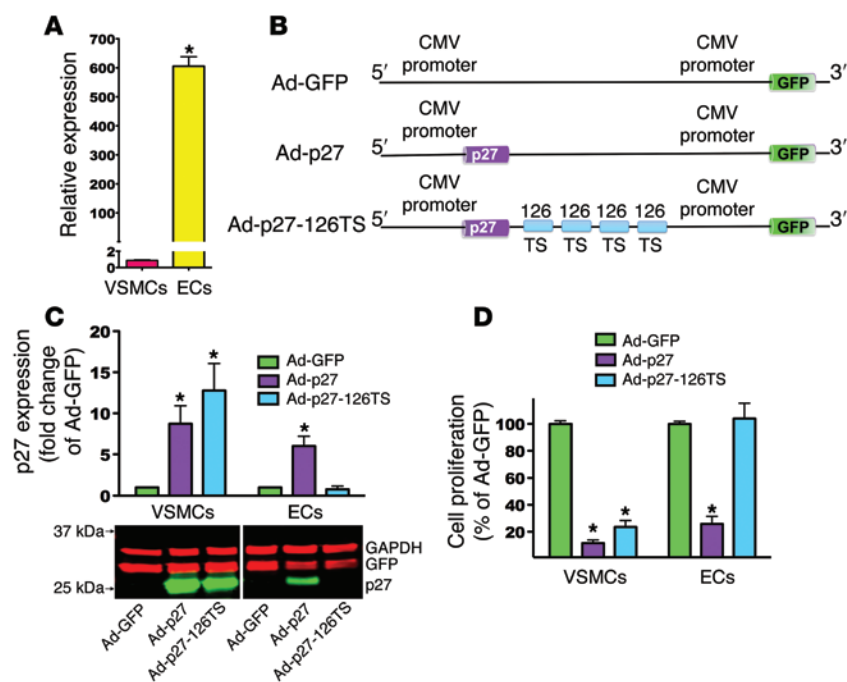 A
Relative expression
700
600
500
400
300
200
100
2
0
*
VSMCs ECs
B
CMV promoter
CMV promoter
Ad-GFP 5′ GFP 3′
CMV promoter
CMV promoter
Ad-p27 5′ p27 GFP 3′
CMV promoter
CMV promoter
126 126 126 126
Ad-p27-126TS 5′ p27 GFP 3′
TS TS TS TS
C
p27 expression
(fold change
of Ad-GFP)
20
15
10
5
0
Ad-GFP
Ad-p27
Ad-p27-126TS
* * *
VSMCs ECs
37 kDa→
GAPDH
GFP
25 kDa→
p27
Ad-GFP
Ad-p27
Ad-p27-126TS
Ad-GFP
Ad-p27
Ad-p27-126TS
D
Ad-GFP
Ad-p27
Ad-p27-126TS
Cell proliferation
(% of Ad-GFP)
100
80
60
40
20
* * *
VSMCs ECs